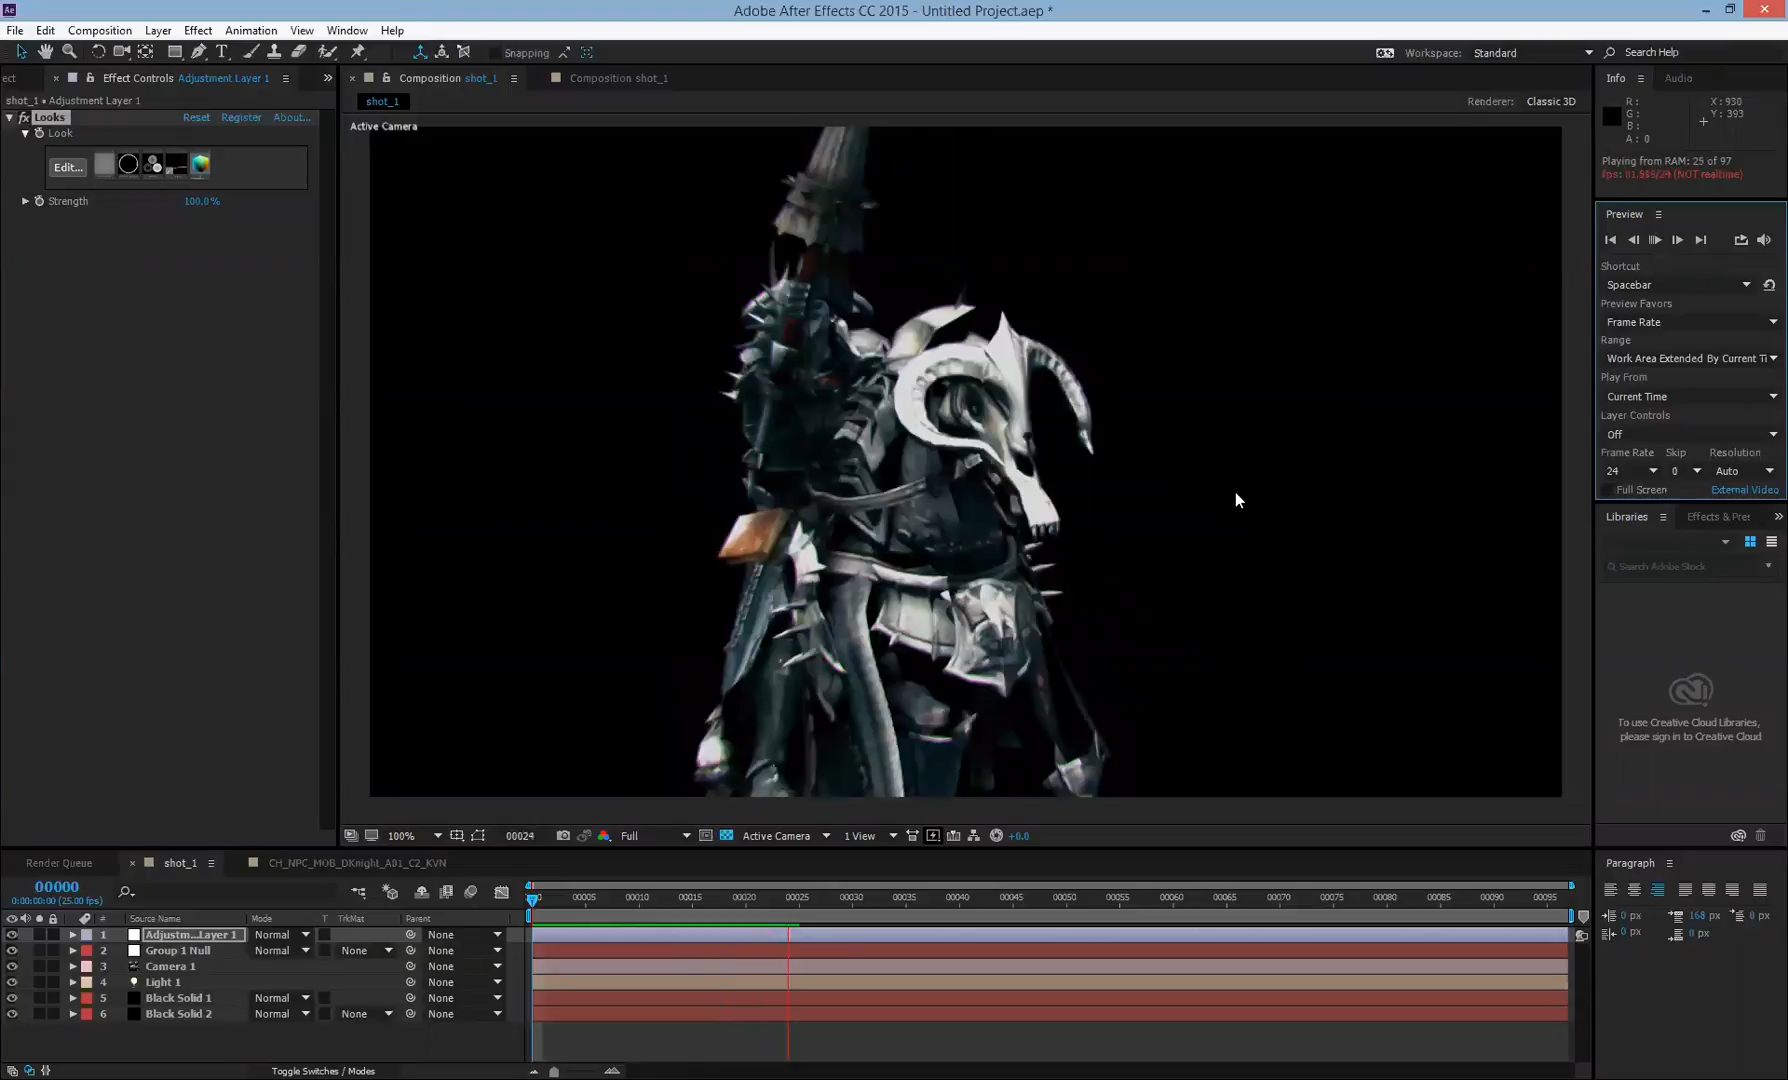 Adobe After Effects CC 2015 - Untitled Project.aep *
File Edit Composition Layer Effect Animation View Window Help
Snapping
Workspace: Standard
Search Help
ect
Effect Controls Adjustment Layer 1
Composition shot_1
Composition shot_1
Info
Audio
shot_1 • Adjustment Layer 1
shot_1
Renderer: Classic 3D
fx Looks Reset Register About...
Look
Edit...
Strength 100.0%
Active Camera
R:
G:
B:
A: 0
X: 930
Y: 393
Playing from RAM: 25 of 97
(NOT realtime)
Preview
Shortcut
Spacebar
Preview Favors
Frame Rate
Range
Work Area Extended By Current Ti
Play From
Current Time
Layer Controls
Off
Frame Rate Skip Resolution
24 0 Auto
Full Screen External Video
Libraries Effects & Pres
Search Adobe Stock
To use Creative Cloud Libraries,
please sign in to Creative Cloud
100% 00024 Full Active Camera 1 View +0.0
Render Queue shot_1 CH_NPC_MOB_DKnight_A01_C2_KVN
Paragraph
00000
0:00:00:00 (25.00 fps)
00005 00010 00015 00020 00025 00030 00035 00040 00045 00050 00055 00060 00065 00070 00075 00080 00085 00090 00095
# Source Name Mode T TrkMat Parent
1 Adjustm...Layer 1 Normal None
2 Group 1 Null Normal None None
3 Camera 1 None
4 Light 1 None
5 Black Solid 1 Normal None
6 Black Solid 2 Normal None None
0 px 168 px 0 px
0 px 0 px
Toggle Switches / Modes